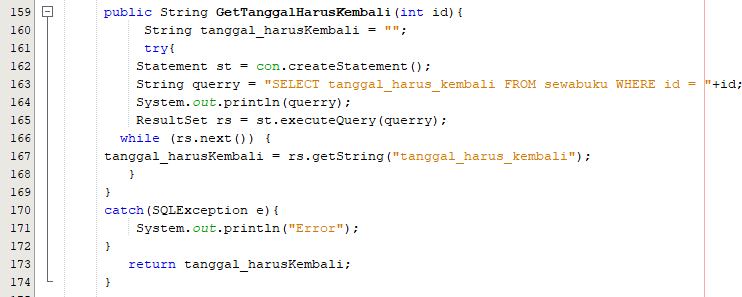 159 public String GetTanggalHarusKembali(int id){
160 String tanggal_harusKembali = "";
161 try{
162 Statement st = con.createStatement();
163 String querry = "SELECT tanggal_harus_kembali FROM sewabuku WHERE id = "+id;
164 System.out.println(querry);
165 ResultSet rs = st.executeQuery(querry);
166 while (rs.next()) {
167 tanggal_harusKembali = rs.getString("tanggal_harus_kembali");
168 }
169 }
170 catch(SQLException e){
171 System.out.println("Error");
172 }
173 return tanggal_harusKembali;
174 }